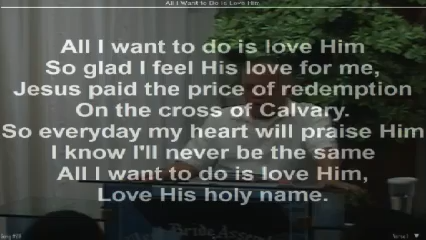 All I Want to Do Is Love Him
All I want to do is love Him
So glad I feel His love for me,
Jesus paid the price of redemption
On the cross of Calvary.
So everyday my heart will praise Him
I know I'll never be the same
All I want to do is love Him,
Love His holy name.
Bride